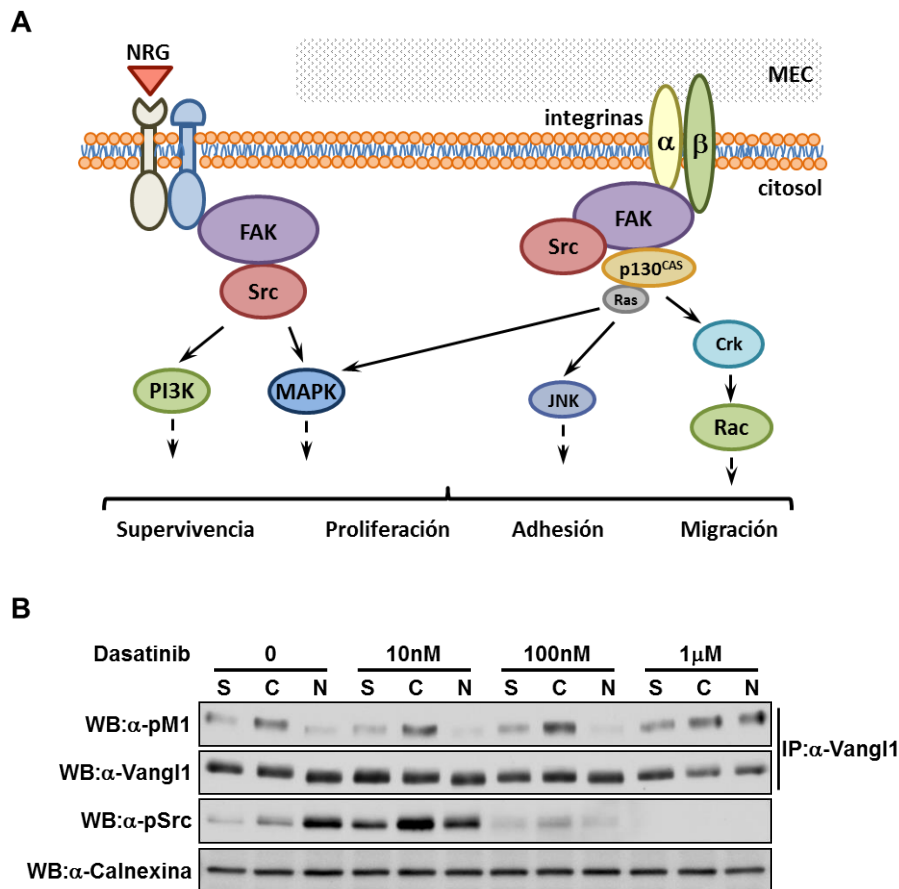 A
NRG
MEC
integrinas
α
β
citosol
FAK
FAK
Src
p130CAS
Src
Ras
Crk
PI3K
MAPK
JNK
Rac
Supervivencia Proliferación Adhesión Migración
B
Dasatinib 0 10nM 100nM 1μM
S C N S C N S C N S C N
WB:α-pM1
IP:α-Vangl1
WB:α-Vangl1
WB:α-pSrc
WB:α-Calnexina